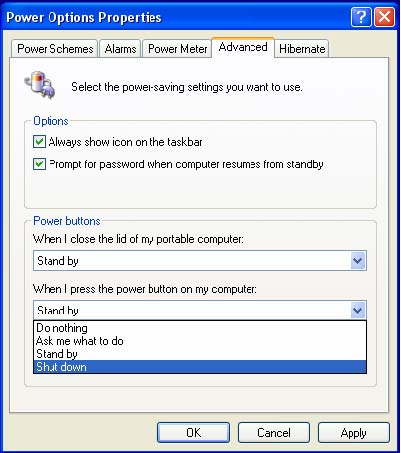 Power Options Properties
Power Schemes Alarms Power Meter Advanced Hibernate
Select the power-saving settings you want to use.
Options
Always show icon on the taskbar
Prompt for password when computer resumes from standby
Power buttons
When I close the lid of my portable computer:
Stand by
When I press the power button on my computer:
Stand by
Do nothing
Ask me what to do
Stand by
Shut down
OK Cancel Apply